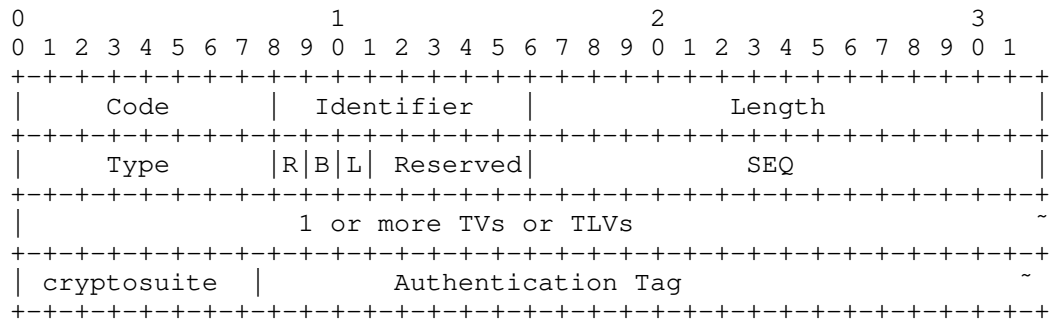 0                   1                   2                   3
0 1 2 3 4 5 6 7 8 9 0 1 2 3 4 5 6 7 8 9 0 1 2 3 4 5 6 7 8 9 0 1
+-+-+-+-+-+-+-+-+-+-+-+-+-+-+-+-+-+-+-+-+-+-+-+-+-+-+-+-+-+-+-+-+
|     Code      |  Identifier   |            Length             |
+-+-+-+-+-+-+-+-+-+-+-+-+-+-+-+-+-+-+-+-+-+-+-+-+-+-+-+-+-+-+-+-+
|     Type      |R|B|L| Reserved|             SEQ               |
+-+-+-+-+-+-+-+-+-+-+-+-+-+-+-+-+-+-+-+-+-+-+-+-+-+-+-+-+-+-+-+-+
|                 1 or more TVs or TLVs                         ~
+-+-+-+-+-+-+-+-+-+-+-+-+-+-+-+-+-+-+-+-+-+-+-+-+-+-+-+-+-+-+-+-+
| cryptosuite  |        Authentication Tag                     ~
+-+-+-+-+-+-+-+-+-+-+-+-+-+-+-+-+-+-+-+-+-+-+-+-+-+-+-+-+-+-+-+-+